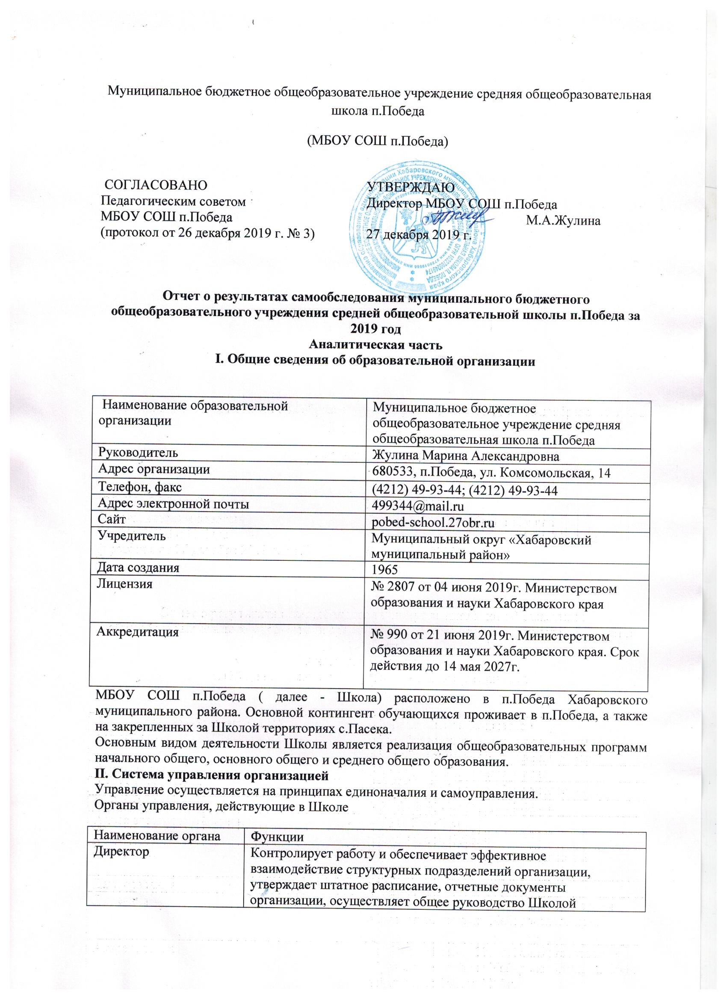 Муниципальное бюджетное общеобразовательное учреждение средняя общеобразовательная
школа п.Победа
(МБОУ СОШ п.Победа)
СОГЛАСОВАНО
Педагогическим советом
МБОУ СОШ п.Победа
(протокол от 26 декабря 2019 г. № 3)
УТВЕРЖДАЮ
Директор МБОУ СОШ п.Победа
М.А.Жулина
27 декабря 2019 г.
Отчет о результатах самообследования муниципального бюджетного
общеобразовательного учреждения средней общеобразовательной школы п.Победа за
2019 год
Аналитическая часть
I. Общие сведения об образовательной организации
Наименование образовательной
организации
Муниципальное бюджетное
общеобразовательное учреждение средняя
общеобразовательная школа п.Победа
Руководитель
Жулина Марина Александровна
Адрес организации
680533, п.Победа, ул. Комсомольская, 14
Телефон, факс
(4212) 49-93-44; (4212) 49-93-44
Адрес электронной почты
499344@mail.ru
Сайт
pobed-school.27obr.ru
Учредитель
Муниципальный округ «Хабаровский
муниципальный район»
Дата создания
1965
Лицензия
№ 2807 от 04 июня 2019г. Министерством
образования и науки Хабаровского края
Аккредитация
№ 990 от 21 июня 2019г. Министерством
образования и науки Хабаровского края. Срок
действия до 14 мая 2027г.
МБОУ СОШ п.Победа ( далее - Школа) расположено в п.Победа Хабаровского
муниципального района. Основной контингент обучающихся проживает в п.Победа, а также
на закрепленных за Школой территориях с.Пасека.
Основным видом деятельности Школы является реализация общеобразовательных программ
начального общего, основного общего и среднего общего образования.
II. Система управления организацией
Управление осуществляется на принципах единоначалия и самоуправления.
Органы управления, действующие в Школе
Наименование органа
Функции
Директор
Контролирует работу и обеспечивает эффективное
взаимодействие структурных подразделений организации,
утверждает штатное расписание, отчетные документы
организации, осуществляет общее руководство Школой